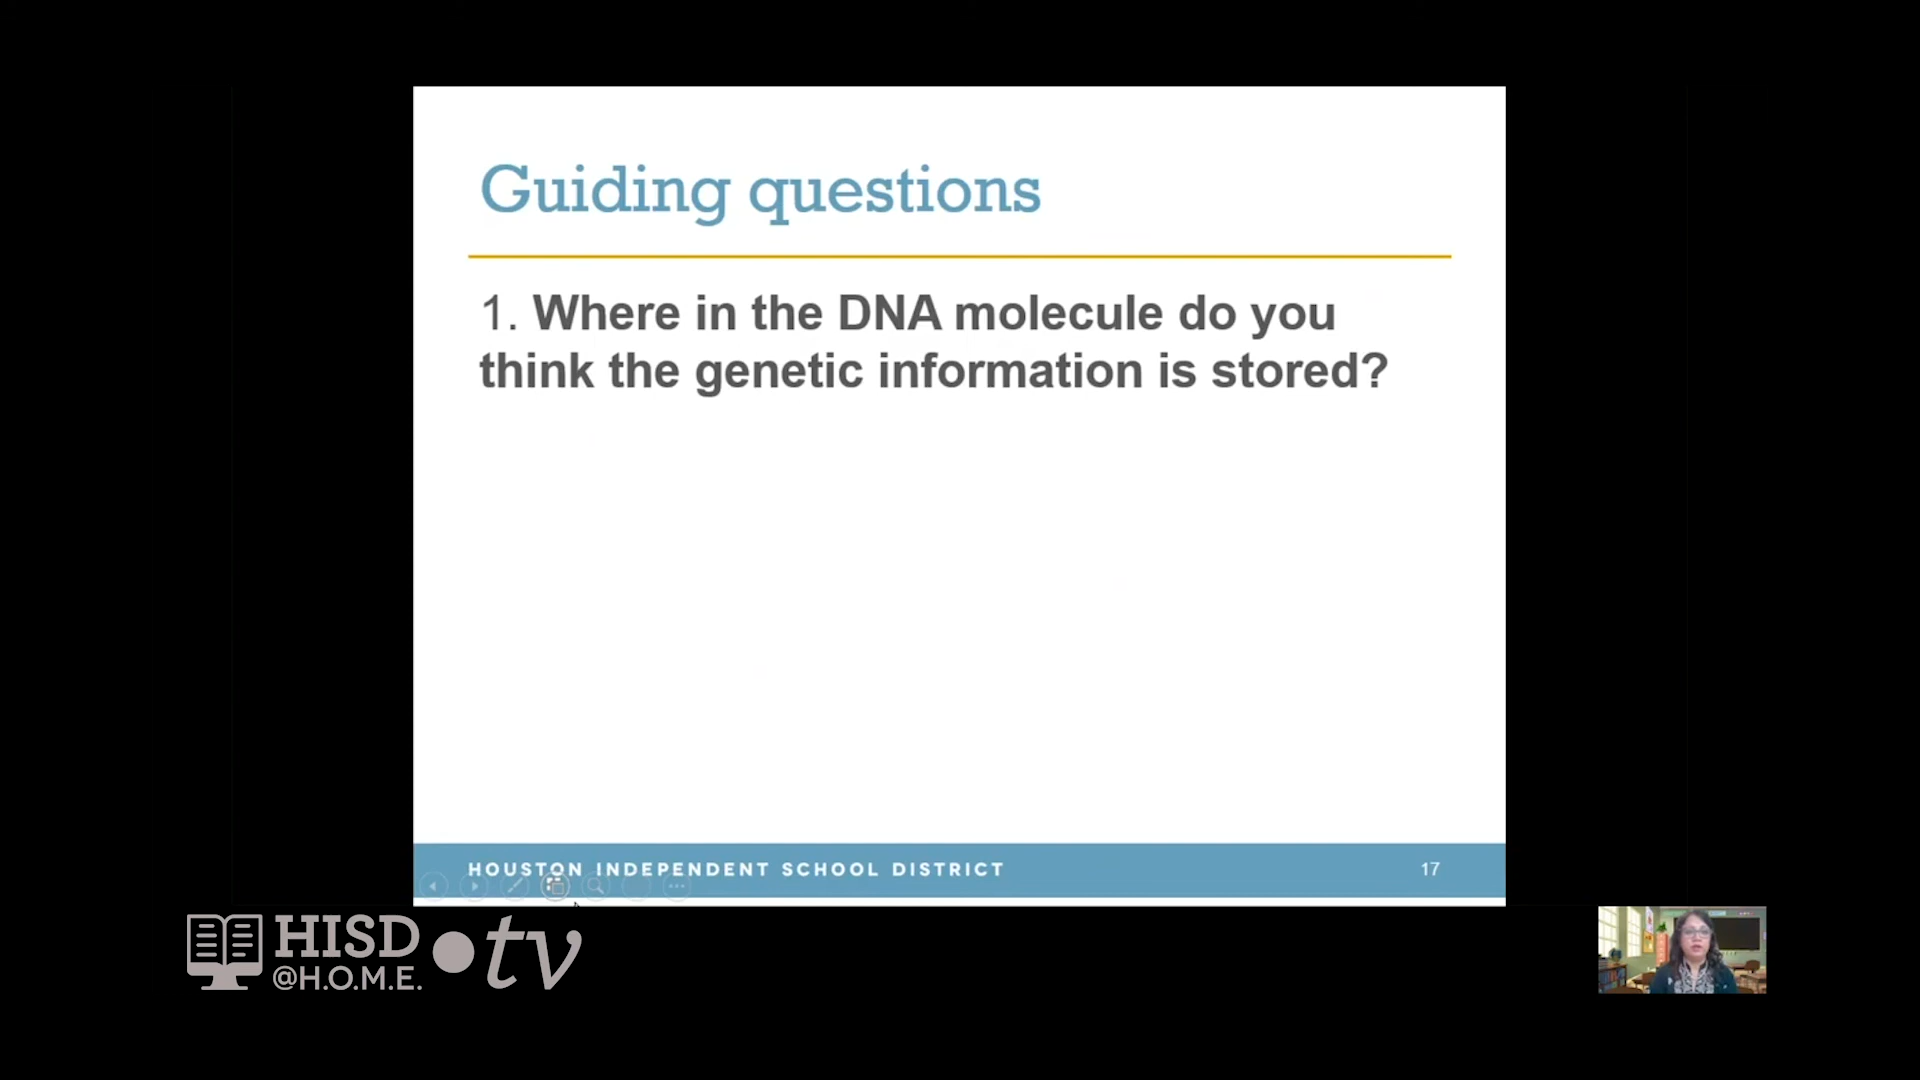 Guiding questions
1. Where in the DNA molecule do you
think the genetic information is stored?
HOUSTON INDEPENDENT SCHOOL DISTRICT 17
HISD
@H.O.M.E.
tv